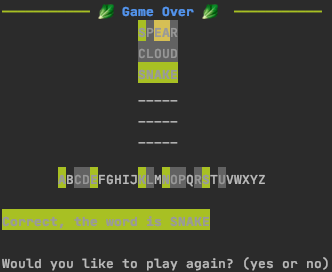 Game Over
SPEAR
CLOUD
SNAKE
_____
_____
_____
ABCDEFGHIJKLMNOPQRSTUVWXYZ
Correct, the word is SNAKE
Would you like to play again? (yes or no)